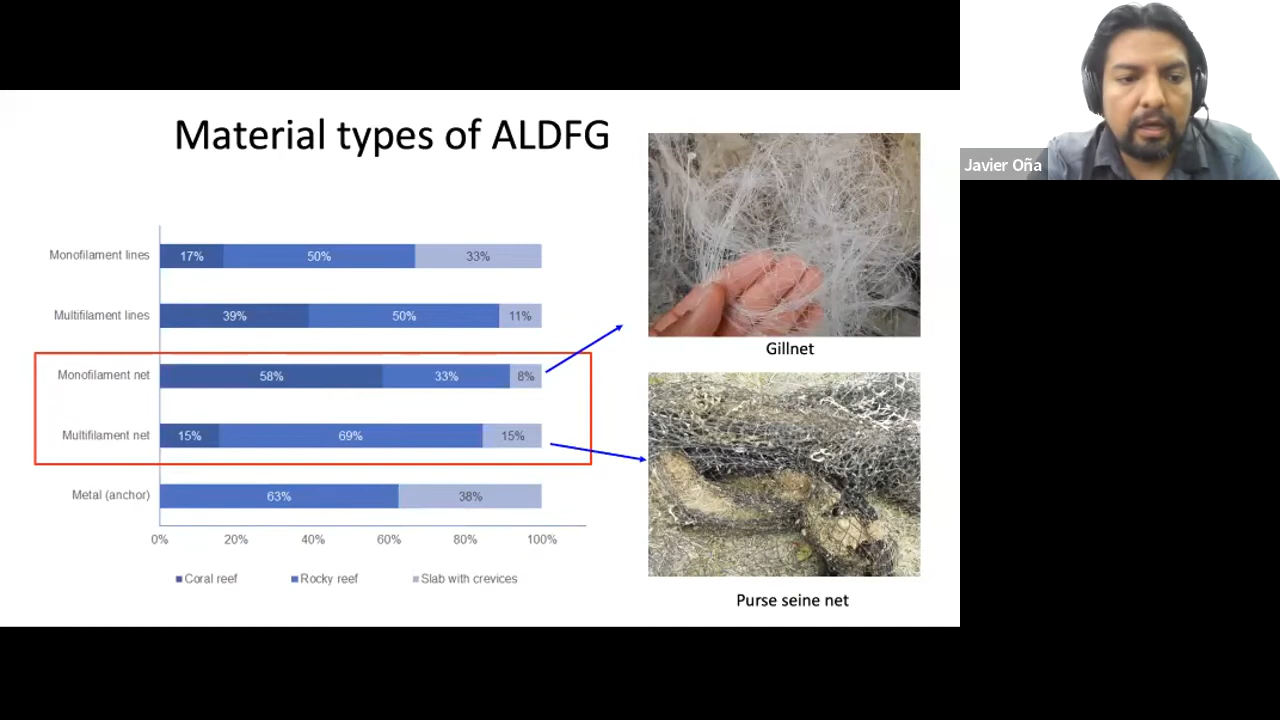 Material types of ALDFG
Monofilament lines
17% 50% 33%
Multifilament lines
39% 50% 11%
Monofilament net
58% 33% 8%
Multifilament net
15% 69% 15%
Metal (anchor)
63% 38%
0% 20% 40% 60% 80% 100%
Coral reef Rocky reef Slab with crevices
Gillnet
Purse seine net
Javier Oña